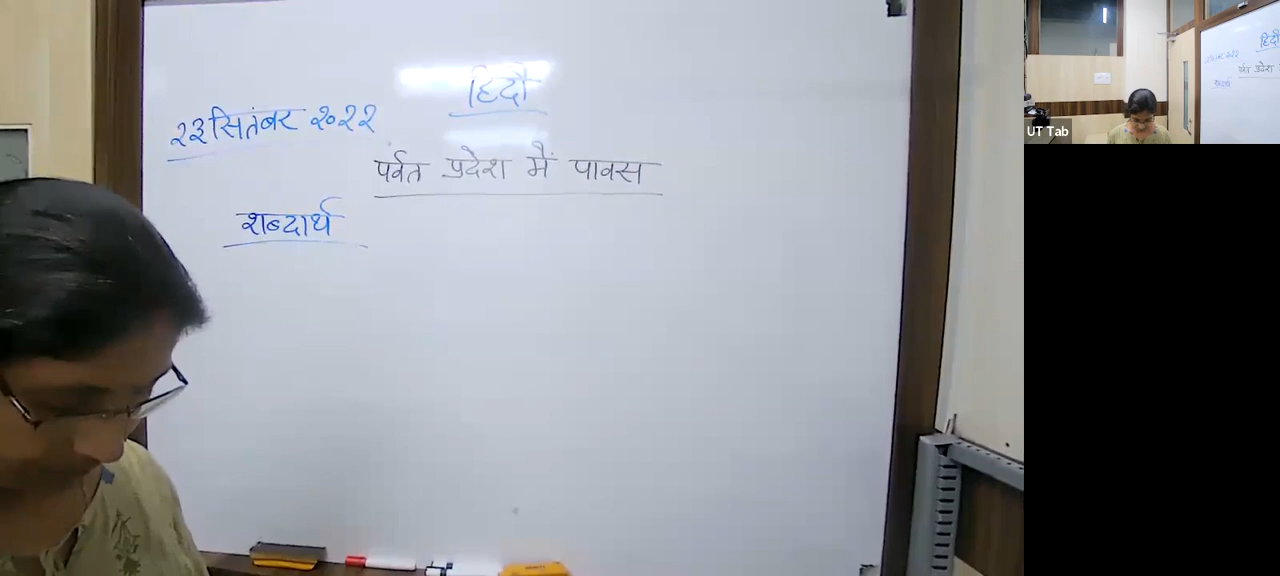 हिंदी
२३ सितंबर २०२२
पर्वत प्रदेश में पावस
शब्दार्थ
UT Tab